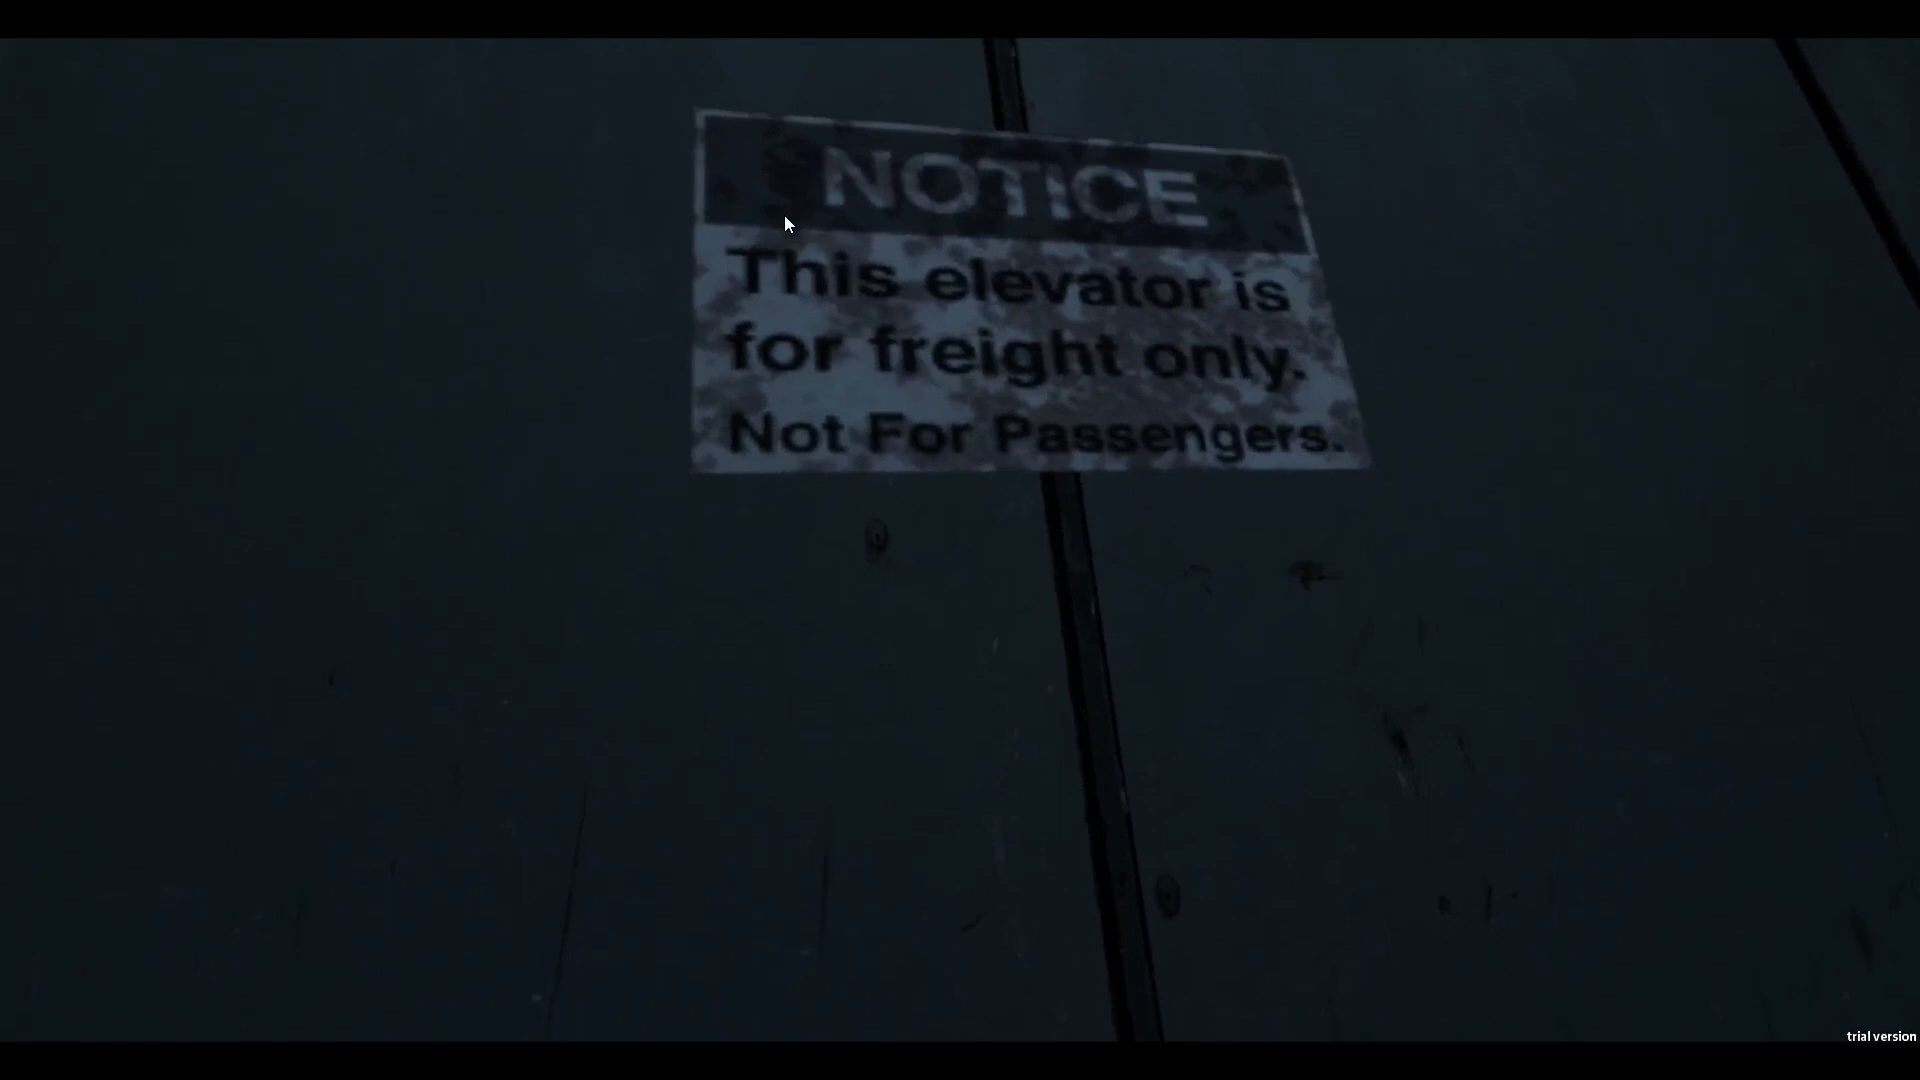 NOTICE
This elevator is
for freight only.
Not For Passengers.
trial version